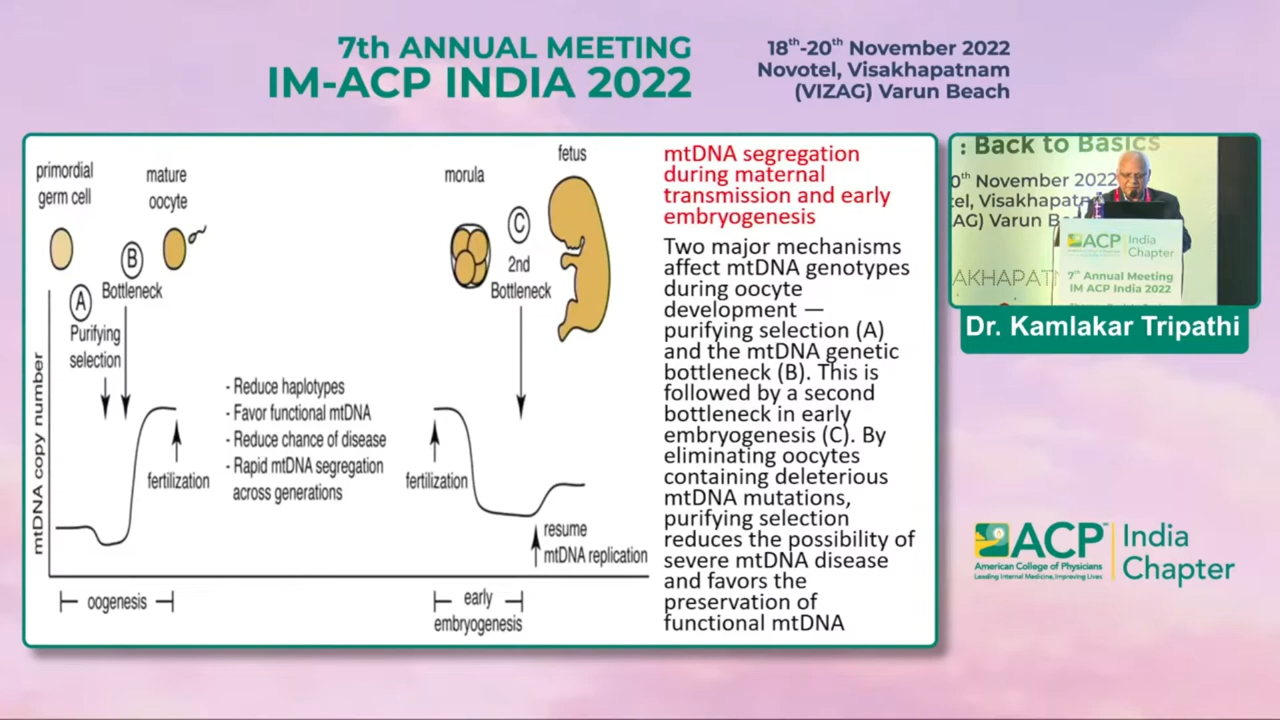 7th ANNUAL MEETING
IM-ACP INDIA 2022
18th-20th November 2022
Novotel, Visakhapatnam
(VIZAG) Varun Beach
primordial
germ cell
mature
oocyte
B
Bottleneck
A
Purifying
selection
mtDNA copy number
- Reduce haplotypes
- Favor functional mtDNA
- Reduce chance of disease
- Rapid mtDNA segregation
across generations
fertilization
oogenesis
morula
fetus
C
2nd
Bottleneck
fertilization
resume
mtDNA replication
early
embryogenesis
mtDNA segregation
during maternal
transmission and early
embryogenesis
Two major mechanisms
affect mtDNA genotypes
during oocyte
development —
purifying selection (A)
and the mtDNA genetic
bottleneck (B). This is
followed by a second
bottleneck in early
embryogenesis (C). By
eliminating oocytes
containing deleterious
mtDNA mutations,
purifying selection
reduces the possibility of
severe mtDNA disease
and favors the
preservation of
functional mtDNA
: Back to Basics
0th November 2022
tel, Visakhapatn
AG) Varun B
AKHAPATN
ACP India
Chapter
7th Annual Meeting
IM ACP India 2022
Dr. Kamlakar Tripathi
ACP™ India
Chapter
American College of Physicians
Leading Internal Medicine, Improving Lives